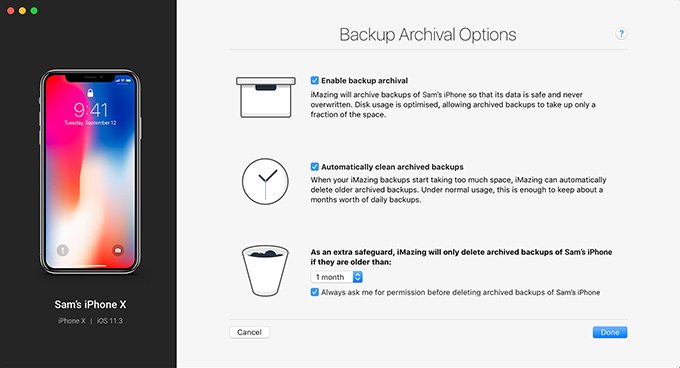 Backup Archival Options
?
9:41
Tuesday, September 12
Enable backup archival
iMazing will archive backups of Sam's iPhone so that its data is safe and never
overwritten. Disk usage is optimised, allowing archived backups to take up only a
fraction of the space.
Automatically clean archived backups
When your iMazing backups start taking too much space, iMazing can automatically
delete older archived backups. Under normal usage, this is enough to keep about a
months worth of daily backups.
As an extra safeguard, iMazing will only delete archived backups of Sam's iPhone
if they are older than:
1 month
Always ask me for permission before deleting archived backups of Sam's iPhone
Sam's iPhone X
iPhone X | iOS 11.3
Cancel
Done